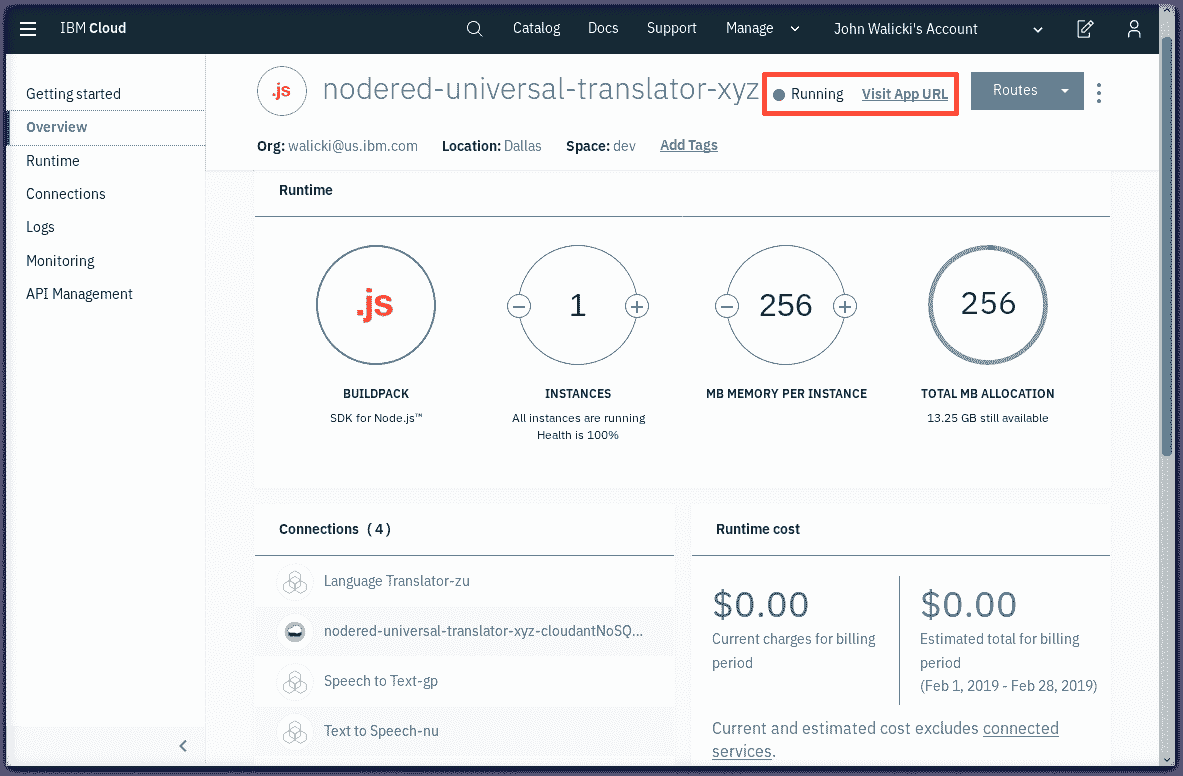 IBM Cloud
Catalog
Docs
Support
Manage
John Walicki's Account
Getting started
Overview
Runtime
Connections
Logs
Monitoring
API Management
.js
nodered-universal-translator-xyz
Running
Visit App URL
Routes
Org: walicki@us.ibm.com
Location: Dallas
Space: dev
Add Tags
Runtime
.js
BUILDPACK
SDK for Node.js™
1
INSTANCES
All instances are running
Health is 100%
256
MB MEMORY PER INSTANCE
256
TOTAL MB ALLOCATION
13.25 GB still available
Connections (4)
Language Translator-zu
nodered-universal-translator-xyz-cloudantNoSQ...
Speech to Text-gp
Text to Speech-nu
Runtime cost
$0.00
Current charges for billing
period
$0.00
Estimated total for billing
period
(Feb 1, 2019 - Feb 28, 2019)
Current and estimated cost excludes connected
services.